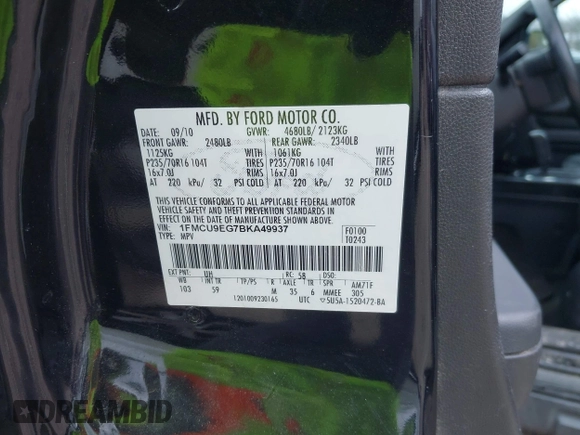 MFD. BY FORD MOTOR CO.
DATE: 09/10 GVWR: 4680LB/ 2123KG
FRONT GAWR: 2480LB REAR GAWR: 2340LB
1125KG 1061KG
P235/70R16 104T TIRES P235/70R16 104T TIRES
16x7.0J RIMS 16x7.0J RIMS
AT 220 kPa/ 32 PSI COLD AT 220 kPa/ 32 PSI COLD
THIS VEHICLE CONFORMS TO ALL APPLICABLE FEDERAL MOTOR
VEHICLE SAFETY AND THEFT PREVENTION STANDARDS IN EFFECT
ON THE DATE OF MANUFACTURE SHOWN ABOVE.
VIN: 1FMCU9EG7BKA49937 F0100
TYPE: MPV T0243
EXT PNT: UH RC: 58 DSO:
WB INT TR TP/PS R AXLE TR SPR AM71F
103 59 M 35 6 MMEE 305
1201009230165 UTC 5U5A-1520472-BA
DREAMBID